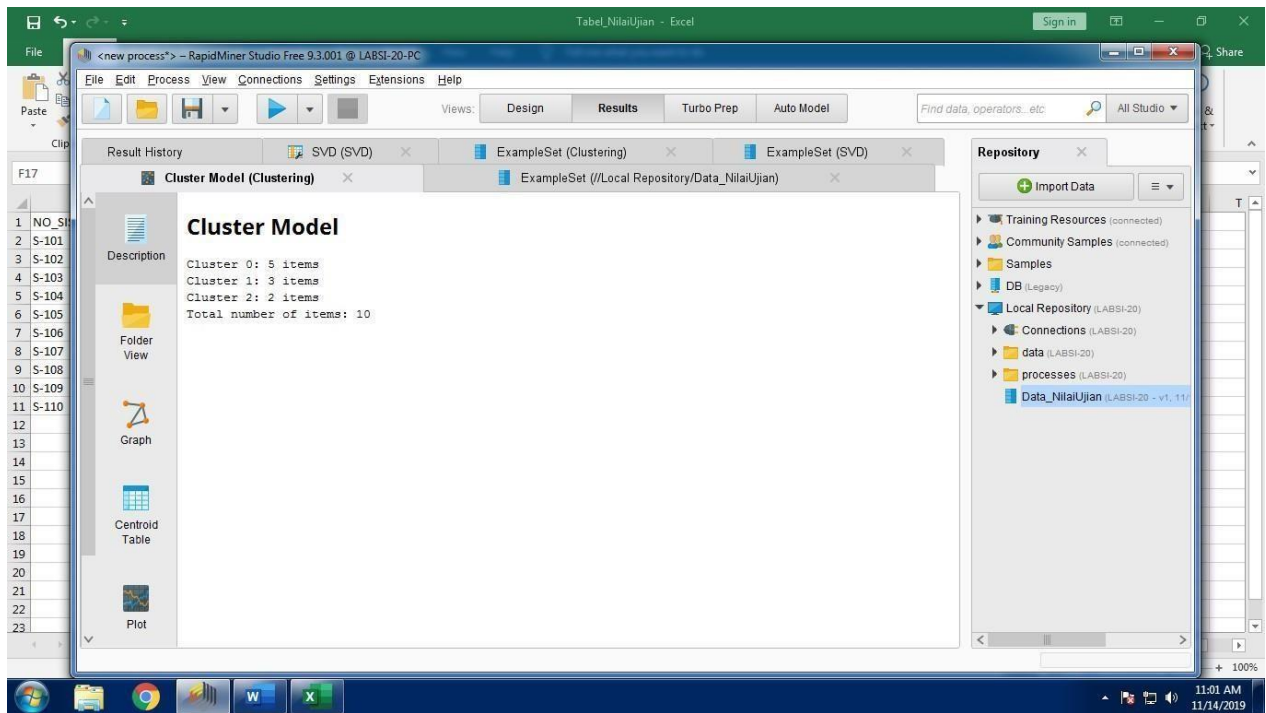 Tabel_NilaiUjian - Excel
Sign in
File
Share
<new process*> – RapidMiner Studio Free 9.3.001 @ LABSI-20-PC
File Edit Process View Connections Settings Extensions Help
Views: Design Results Turbo Prep Auto Model
Find data, operators...etc
All Studio
Paste
Clip
&
F17
Result History
SVD (SVD)
ExampleSet (Clustering)
ExampleSet (SVD)
Cluster Model (Clustering)
ExampleSet (//Local Repository/Data_NilaiUjian)
Description
Folder
View
Graph
Centroid
Table
Plot
Cluster Model
Cluster 0: 5 items
Cluster 1: 3 items
Cluster 2: 2 items
Total number of items: 10
Repository
Import Data
Training Resources (connected)
Community Samples (connected)
Samples
DB (Legacy)
Local Repository (LABSI-20)
Connections (LABSI-20)
data (LABSI-20)
processes (LABSI-20)
Data_NilaiUjian (LABSI-20 - v1, 11/
T
1 NO_SIS
2 S-101
3 S-102
4 S-103
5 S-104
6 S-105
7 S-106
8 S-107
9 S-108
10 S-109
11 S-110
12
13
14
15
16
17
18
19
20
21
22
23
+ 100%
11:01 AM
11/14/2019